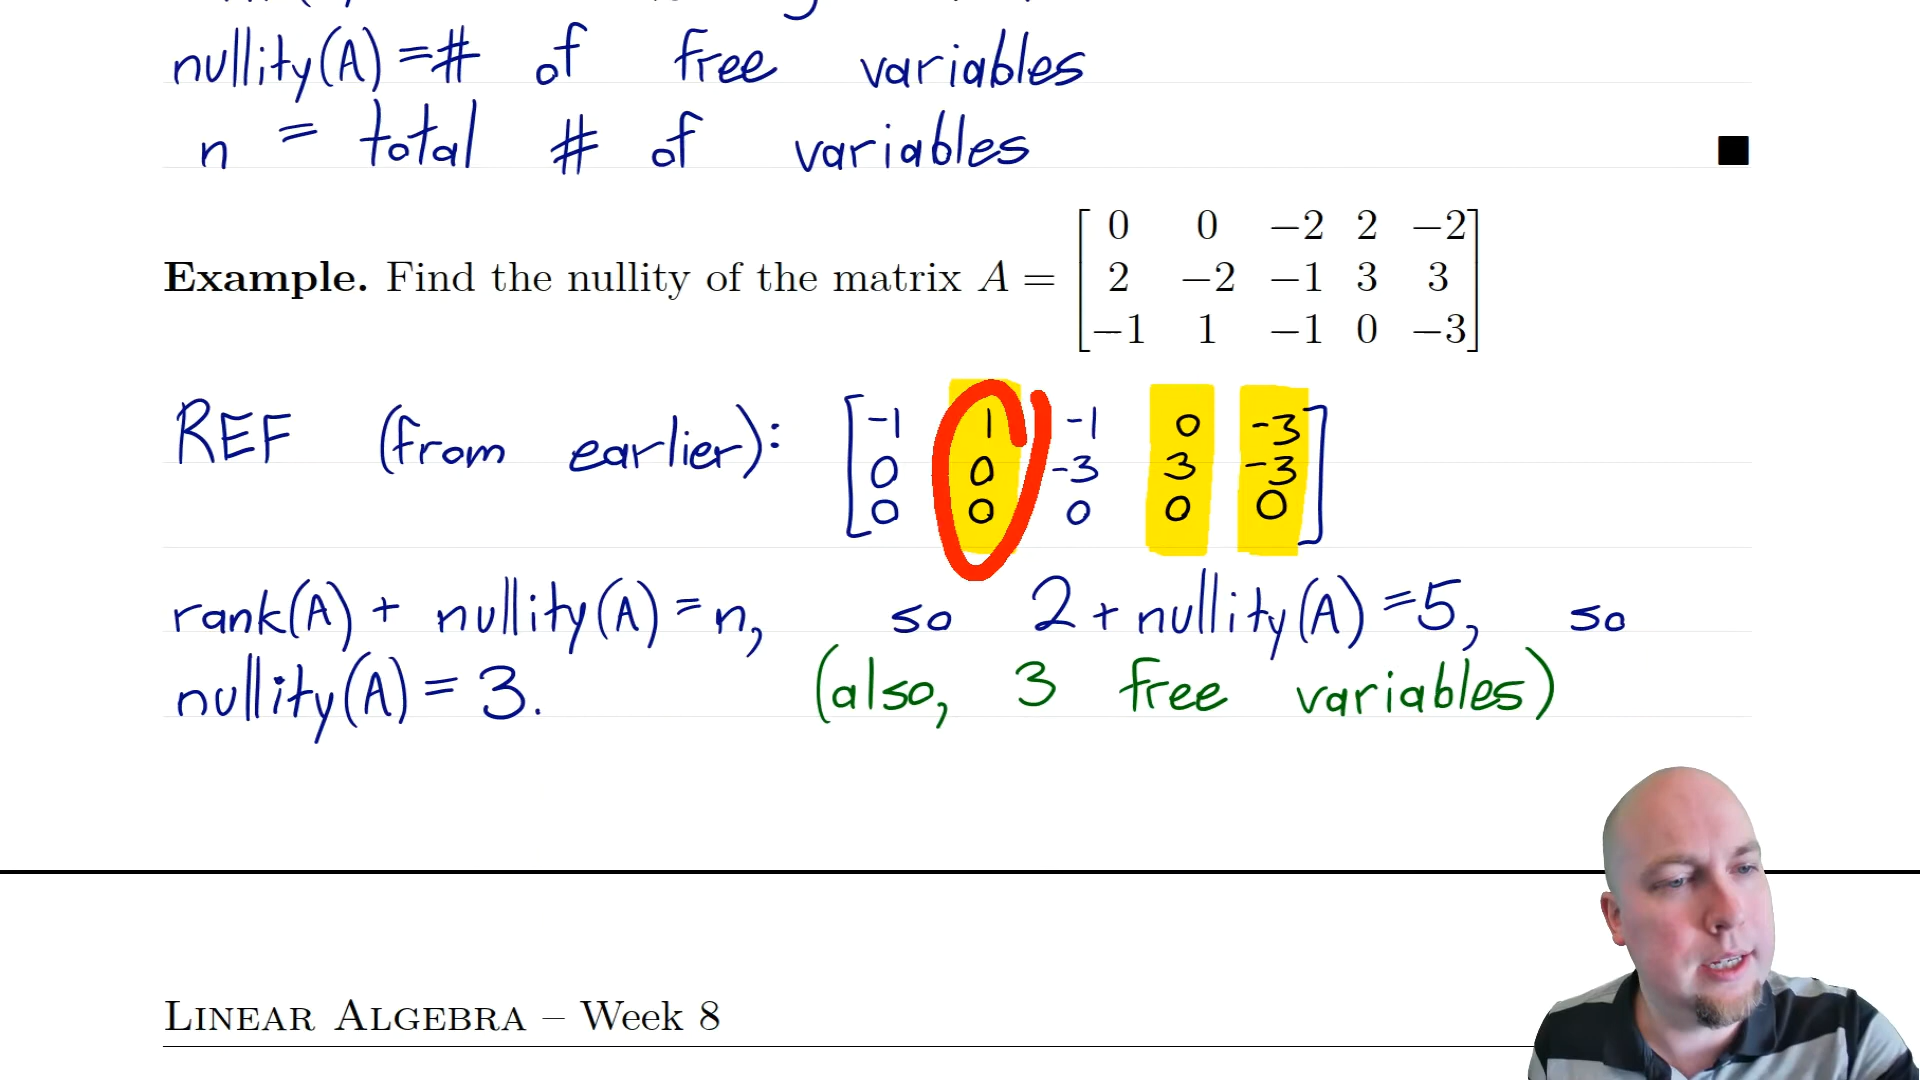 nullity(A) = # of free variables
n = total # of variables
Example. Find the nullity of the matrix A =
0 0 −2 2 −2
2 −2 −1 3 3
−1 1 −1 0 −3
REF (from earlier):
-1 1 -1 0 -3
0 0 -3 3 -3
0 0 0 0 0
rank(A) + nullity(A) = n, so 2 + nullity(A) = 5, so
nullity(A) = 3. (also, 3 free variables)
LINEAR ALGEBRA – Week 8